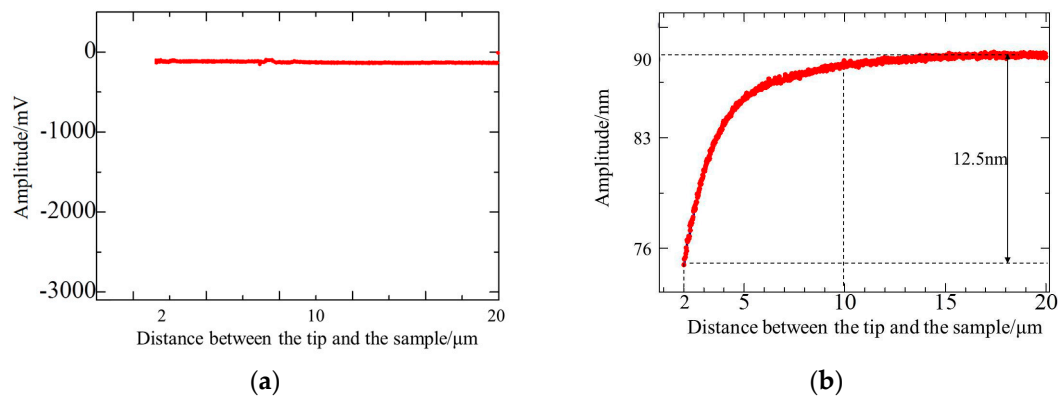 0
-1000
-2000
-3000
Amplitude/mV
2
10
20
Distance between the tip and the sample/μm
(a)
90
83
76
Amplitude/nm
12.5nm
2
5
10
15
20
Distance between the tip and the sample/μm
(b)